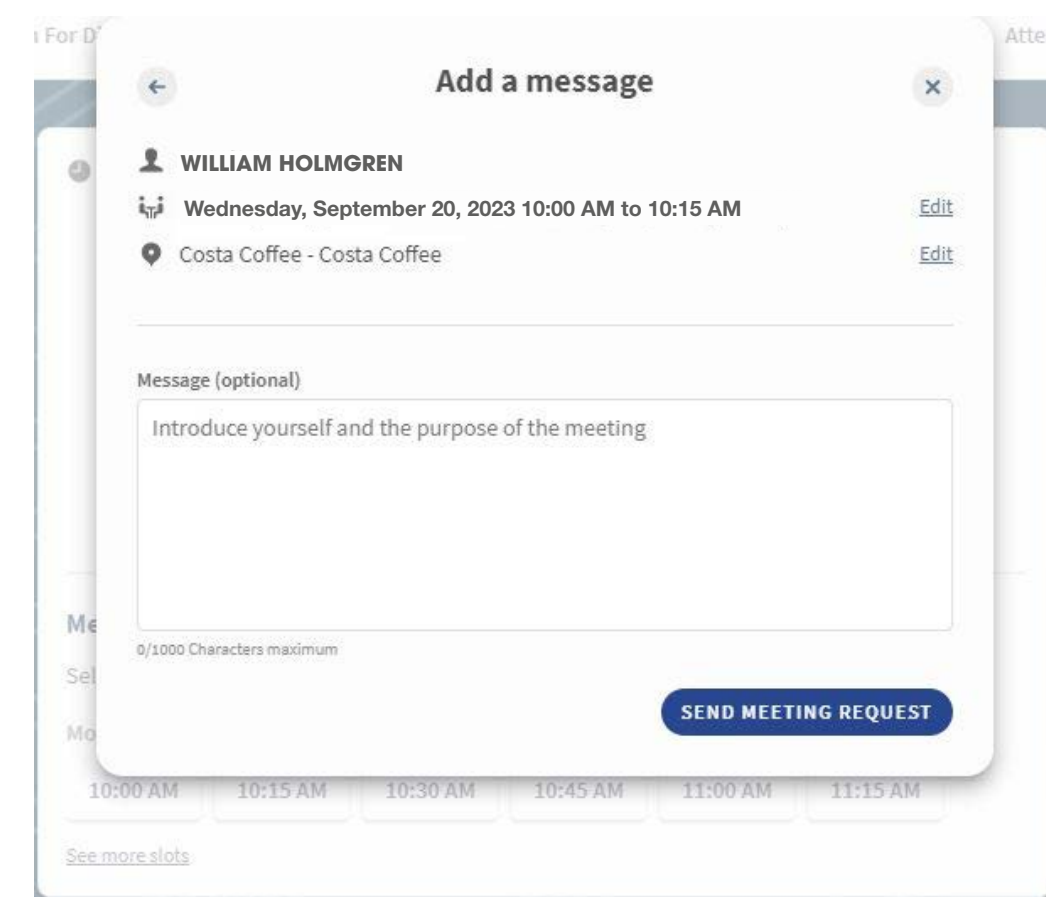 For D
Atte
Add a message
WILLIAM HOLMGREN
Wednesday, September 20, 2023 10:00 AM to 10:15 AM Edit
Costa Coffee - Costa Coffee Edit
Message (optional)
Introduce yourself and the purpose of the meeting
0/1000 Characters maximum
Me
Sel
Mo
SEND MEETING REQUEST
10:00 AM 10:15 AM 10:30 AM 10:45 AM 11:00 AM 11:15 AM
See more slots